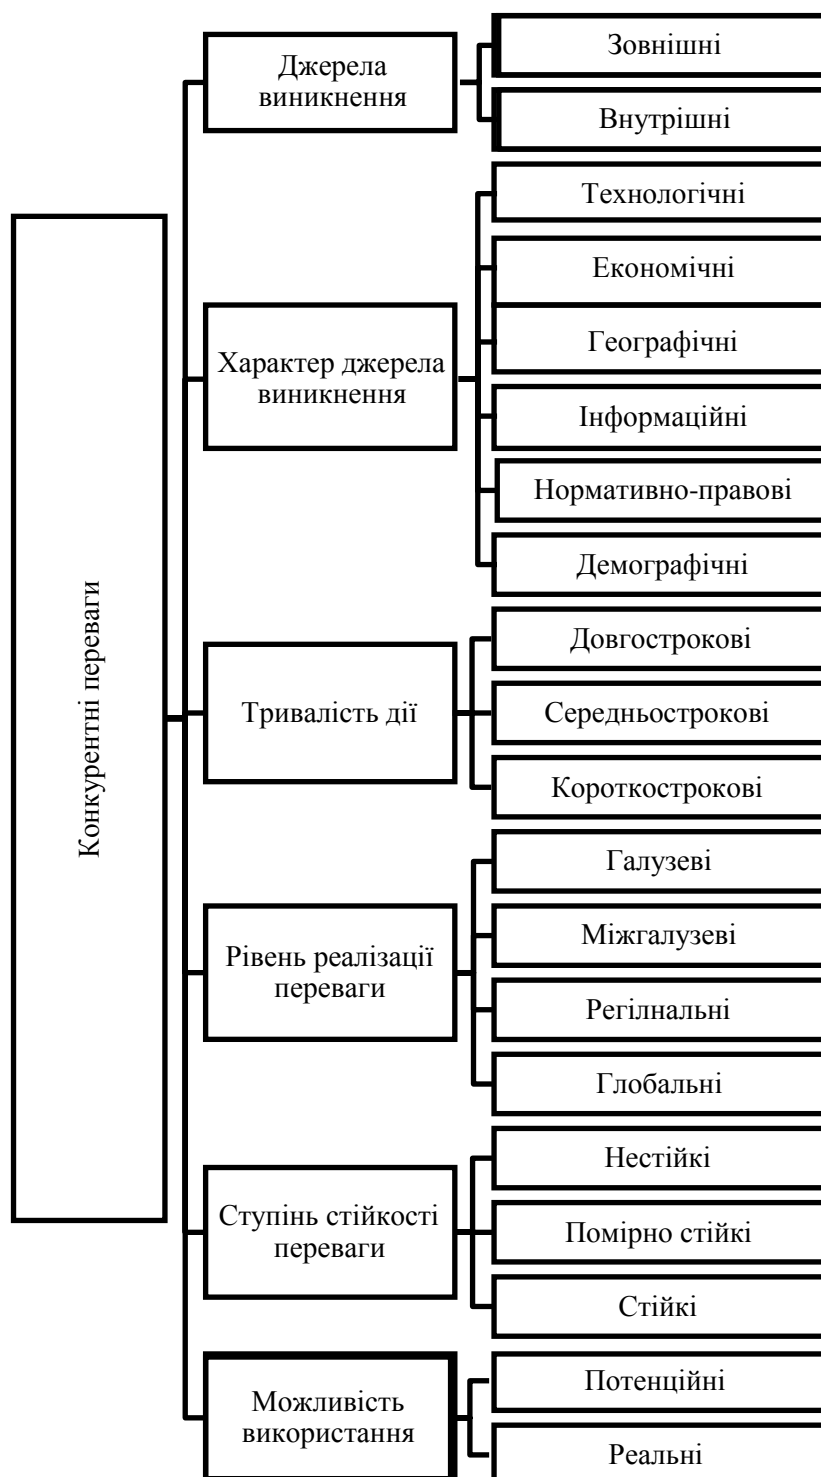 Конкурентні переваги
Джерела
виникнення
Зовнішні
Внутрішні
Характер джерела
виникнення
Технологічні
Економічні
Географічні
Інформаційні
Нормативно-правові
Демографічні
Тривалість дії
Довгострокові
Середньострокові
Короткострокові
Рівень реалізації
переваги
Галузеві
Міжгалузеві
Регілнальні
Глобальні
Ступінь стійкості
переваги
Нестійкі
Помірно стійкі
Стійкі
Можливість
використання
Потенційні
Реальні